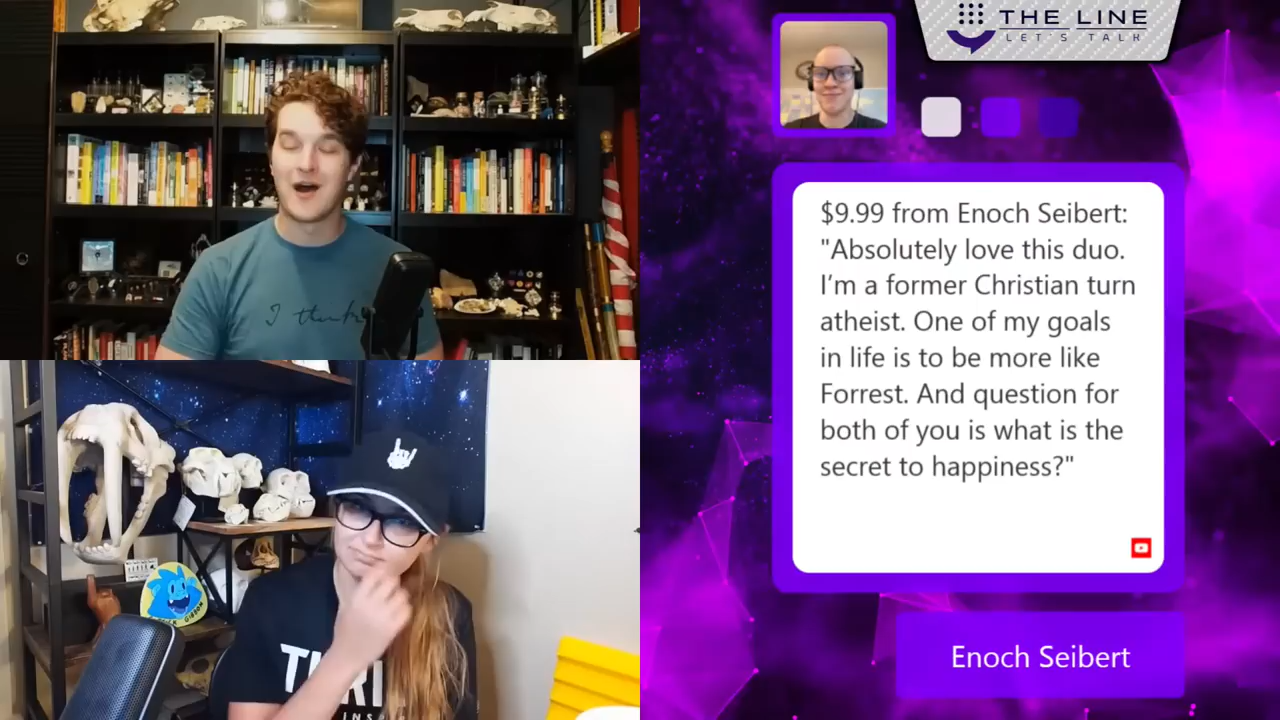 THE LINE
LET'S TALK
$9.99 from Enoch Seibert:
"Absolutely love this duo.
I'm a former Christian turn
atheist. One of my goals
in life is to be more like
Forrest. And question for
both of you is what is the
secret to happiness?"
Enoch Seibert
I think